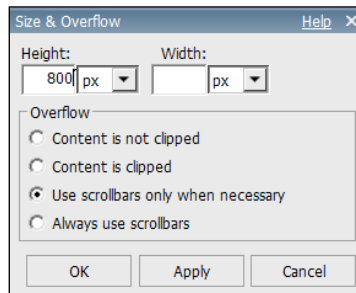 Size & Overflow Help X
Height: Width:
800 px px
Overflow
Content is not clipped
Content is clipped
Use scrollbars only when necessary
Always use scrollbars
OK Apply Cancel